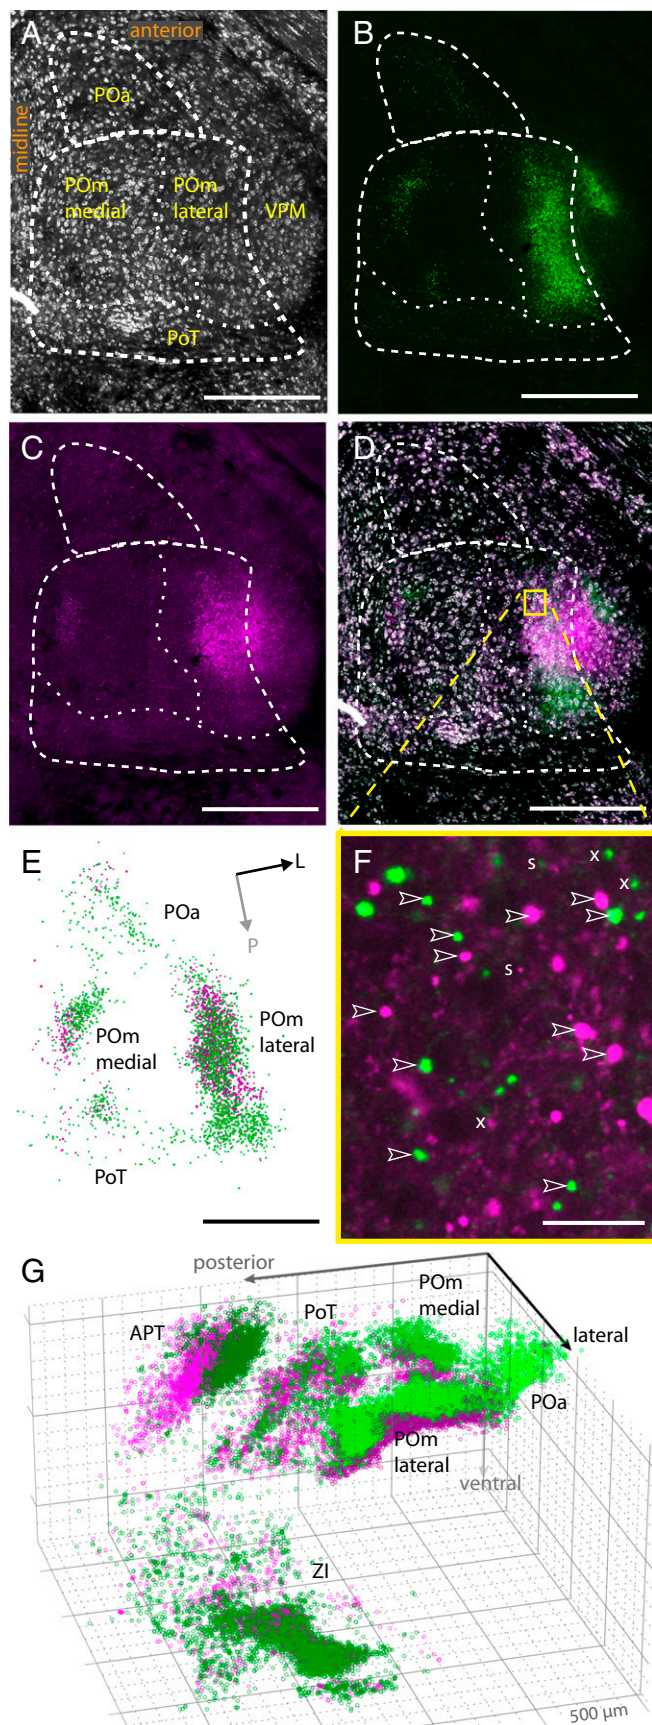 A
anterior
midline
POa
POm
medial
POm
lateral
VPM
PoT
B
C
D
E
L
P
POa
POm
medial
POm
lateral
PoT
F
s
x
x
s
x
G
posterior
APT
PoT
POm
medial
lateral
POa
POm
lateral
ventral
ZI
500 µm